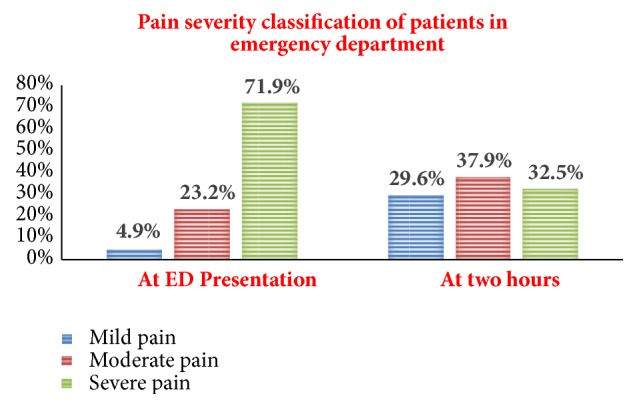 Pain severity classification of patients in
emergency department
80%
70%
60%
50%
40%
30%
20%
10%
0%
4.9%
23.2%
71.9%
29.6%
37.9%
32.5%
At ED Presentation
At two hours
Mild pain
Moderate pain
Severe pain